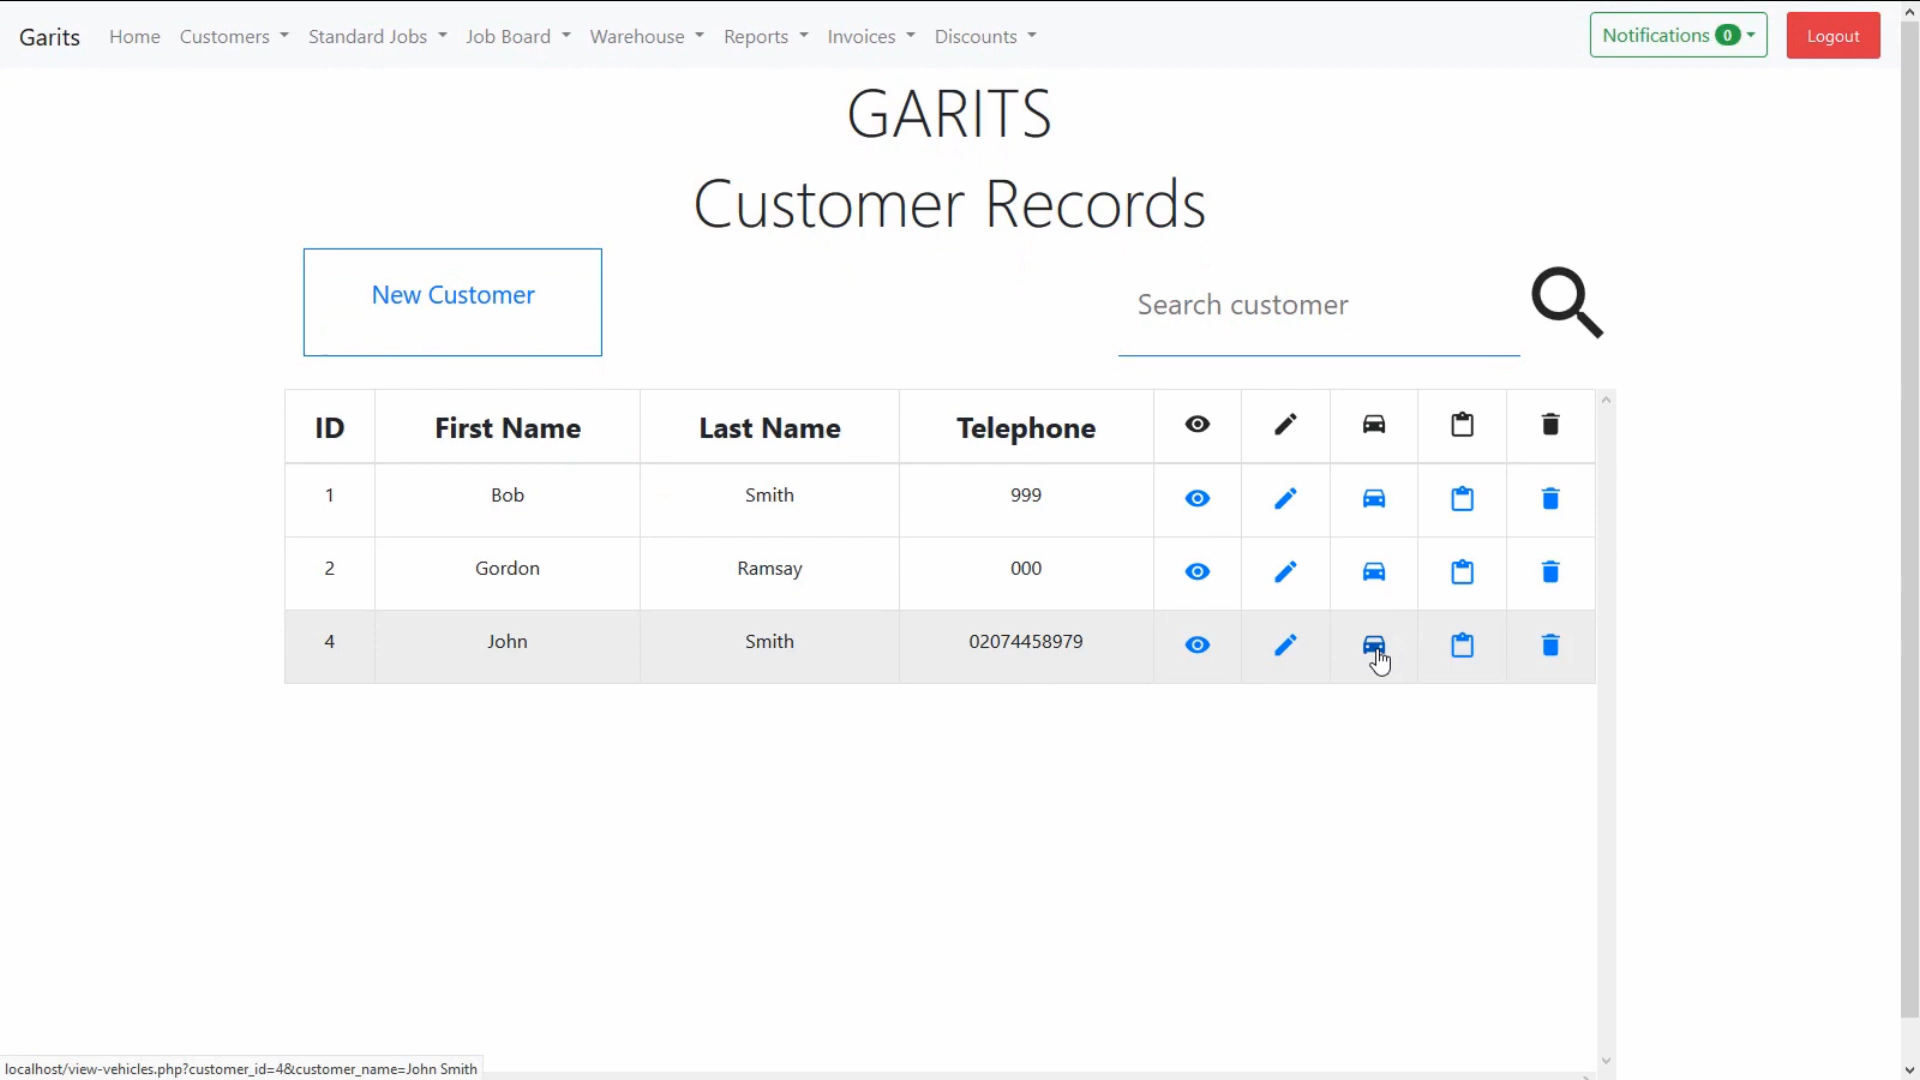 Garits Home Customers Standard Jobs Job Board Warehouse Reports Invoices Discounts Notifications 0 Logout
GARITS
Customer Records
New Customer
Search customer
ID First Name Last Name Telephone
1 Bob Smith 999
2 Gordon Ramsay 000
4 John Smith 02074458979
localhost/view-vehicles.php?customer_id=4&customer_name=John Smith